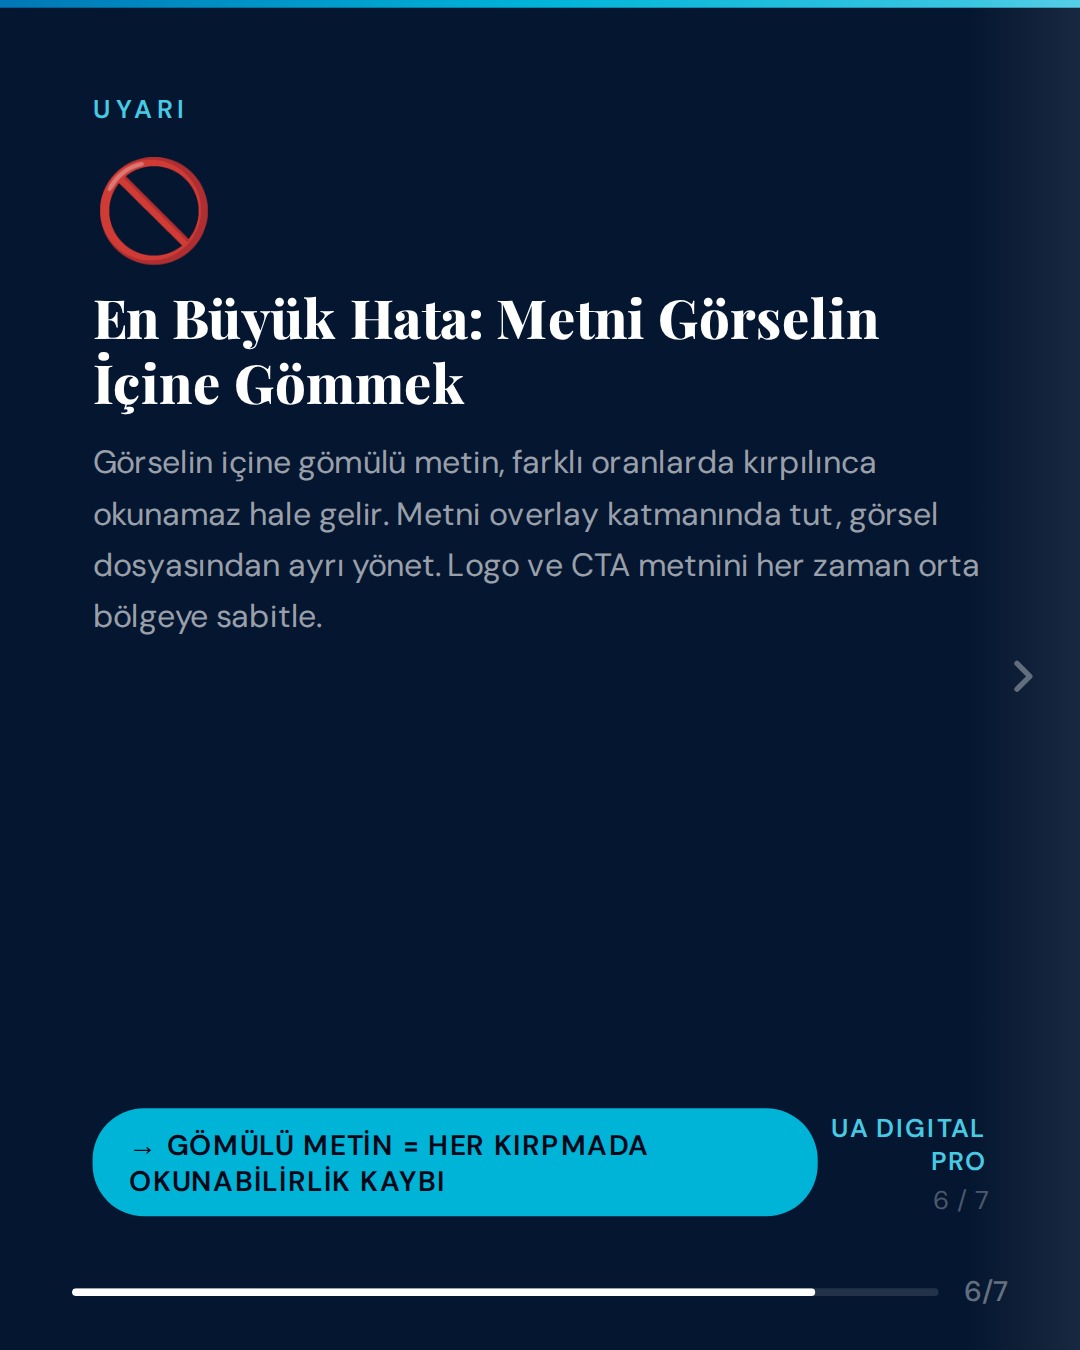 UYARI
En Büyük Hata: Metni Görselin
İçine Gömmek
Görselin içine gömülü metin, farklı oranlarda kırpılınca
okunamaz hale gelir. Metni overlay katmanında tut, görsel
dosyasından ayrı yönet. Logo ve CTA metnini her zaman orta
bölgeye sabitle.
→ GÖMÜLÜ METİN = HER KIRPMADA
OKUNABİLİRLİK KAYBI
UA DIGITAL
PRO
6 / 7
6/7